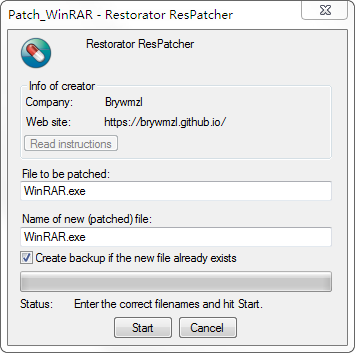 Patch_WinRAR - Restorator ResPatcher
Restorator ResPatcher
Info of creator
Company: Brywmzl
Web site: https://brywmzl.github.io/
Read instructions
File to be patched:
WinRAR.exe
Name of new (patched) file:
WinRAR.exe
Create backup if the new file already exists
Status: Enter the correct filenames and hit Start.
Start Cancel